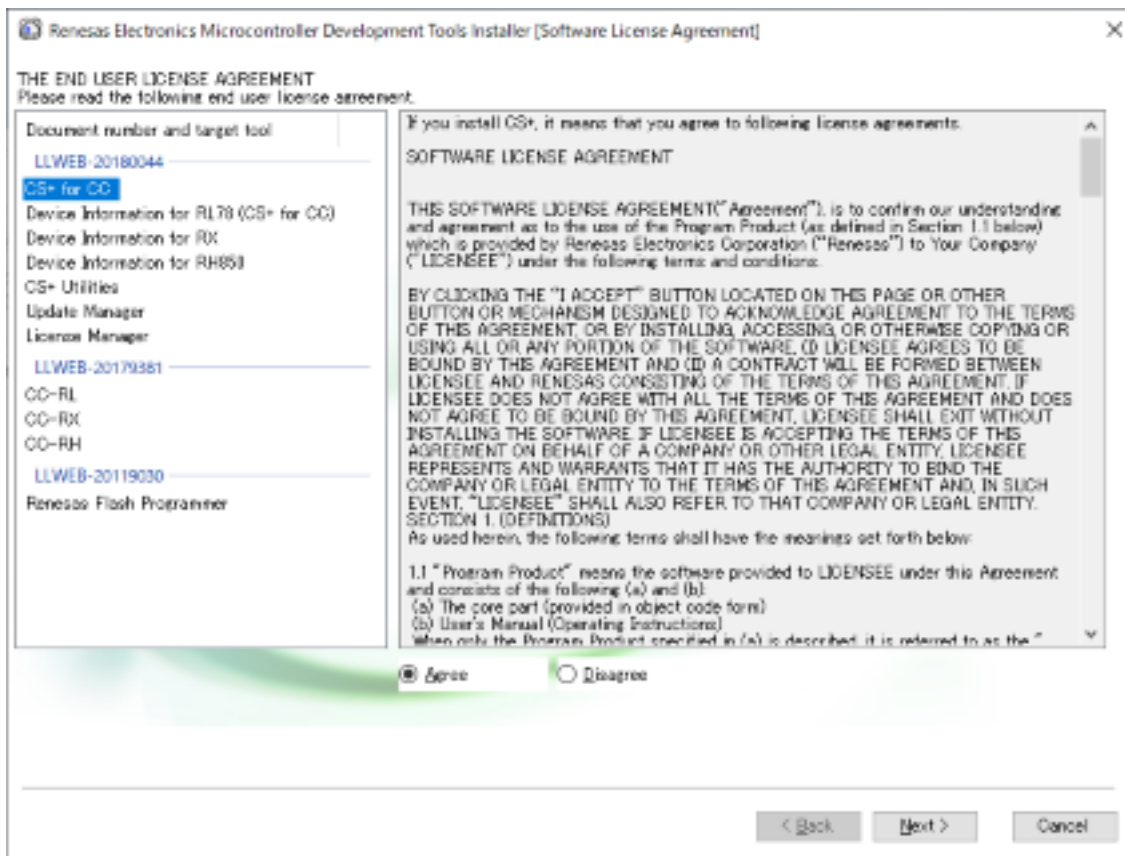 Renesas Electronics Microcontroller Development Tools Installer [Software License Agreement]
THE END USER LICENSE AGREEMENT
Please read the following end user license agreement.
Document number and target tool
LLWEB-20180044
CS+ for CC
Device Information for RL78 (CS+ for CC)
Device Information for RX
Device Information for RH850
CS+ Utilities
Update Manager
License Manager
LLWEB-20179381
CC-RL
CC-RX
CC-RH
LLWEB-20119030
Renesas Flash Programmer
If you install CS+, it means that you agree to following license agreements.
SOFTWARE LICENSE AGREEMENT
THIS SOFTWARE LICENSE AGREEMENT("Agreement"), is to confirm our understanding
and agreement as to the use of the Program Product (as defined in Section 1.1 below)
which is provided by Renesas Electronics Corporation ("Renesas") to Your Company
("LICENSEE") under the following terms and conditions.
BY CLICKING THE "I ACCEPT" BUTTON LOCATED ON THIS PAGE OR OTHER
BUTTON OR MECHANISM DESIGNED TO ACKNOWLEDGE AGREEMENT TO THE TERMS
OF THIS AGREEMENT, OR BY INSTALLING, ACCESSING, OR OTHERWISE COPYING OR
USING ALL OR ANY PORTION OF THE SOFTWARE, (I) LICENSEE AGREES TO BE
BOUND BY THIS AGREEMENT AND (II) A CONTRACT WILL BE FORMED BETWEEN
LICENSEE AND RENESAS CONSISTING OF THE TERMS OF THIS AGREEMENT. IF
LICENSEE DOES NOT AGREE WITH ALL THE TERMS OF THIS AGREEMENT AND DOES
NOT AGREE TO BE BOUND BY THIS AGREEMENT, LICENSEE SHALL EXIT WITHOUT
INSTALLING THE SOFTWARE. IF LICENSEE IS ACCEPTING THE TERMS OF THIS
AGREEMENT ON BEHALF OF A COMPANY OR OTHER LEGAL ENTITY, LICENSEE
REPRESENTS AND WARRANTS THAT IT HAS THE AUTHORITY TO BIND THE
COMPANY OR LEGAL ENTITY TO THE TERMS OF THIS AGREEMENT AND, IN SUCH
EVENT, "LICENSEE" SHALL ALSO REFER TO THAT COMPANY OR LEGAL ENTITY.
SECTION 1. (DEFINITIONS)
As used herein, the following terms shall have the meanings set forth below:
1.1 "Program Product" means the software provided to LICENSEE under this Agreement
and consists of the following (a) and (b):
(a) The core part (provided in object code form)
(b) User's Manual (Operating Instructions)
When only the Program Product specified in (a) is described, it is referred to as the "
Agree
Disagree
< Back
Next >
Cancel